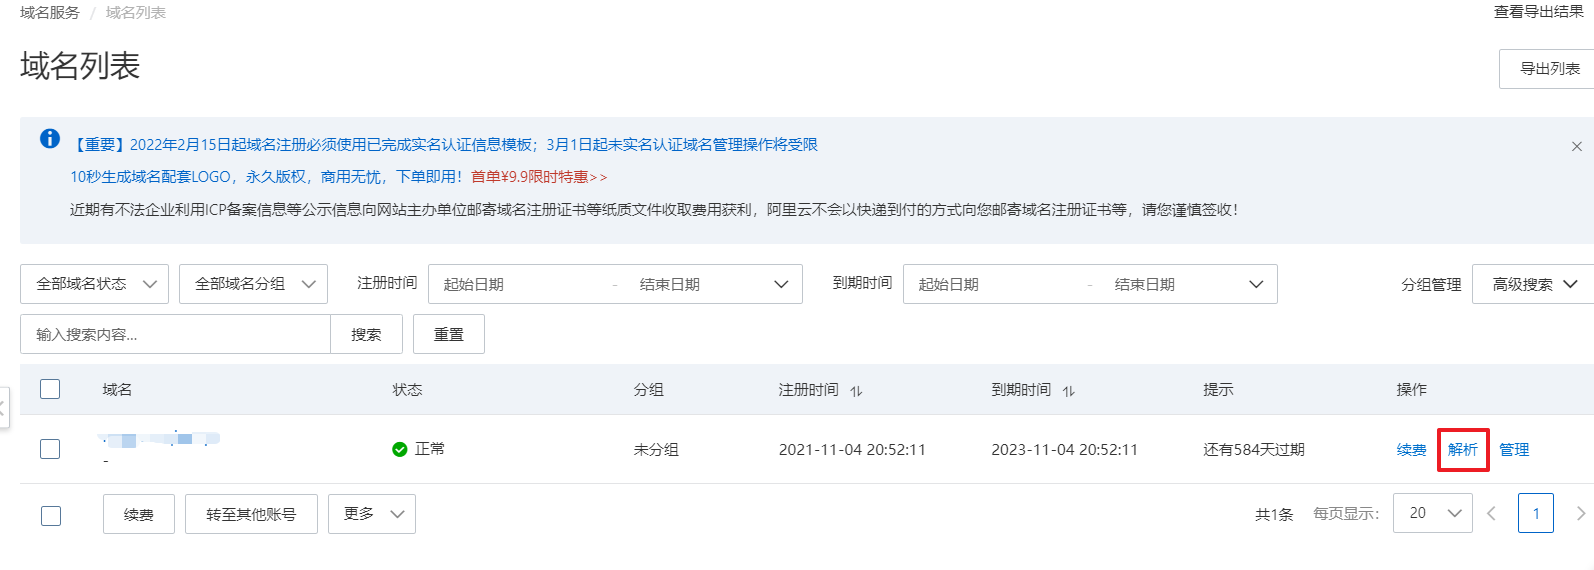 域名服务 / 域名列表
查看导出结果
域名列表
导出列表
【重要】2022年2月15日起域名注册必须使用已完成实名认证信息模板；3月1日起未实名认证域名管理操作将受限
10秒生成域名配套LOGO，永久版权，商用无忧，下单即用！首单¥9.9限时特惠>>
近期有不法企业利用ICP备案信息等公示信息向网站主办单位邮寄域名注册证书等纸质文件收取费用获利，阿里云不会以快递到付的方式向您邮寄域名注册证书等，请您谨慎签收！
全部域名状态 全部域名分组 注册时间 起始日期 - 结束日期 到期时间 起始日期 - 结束日期 分组管理 高级搜索
输入搜索内容... 搜索 重置
域名 状态 分组 注册时间 到期时间 提示 操作
正常 未分组 2021-11-04 20:52:11 2023-11-04 20:52:11 还有584天过期 续费 解析 管理
-
续费 转至其他账号 更多 共1条 每页显示: 20 1